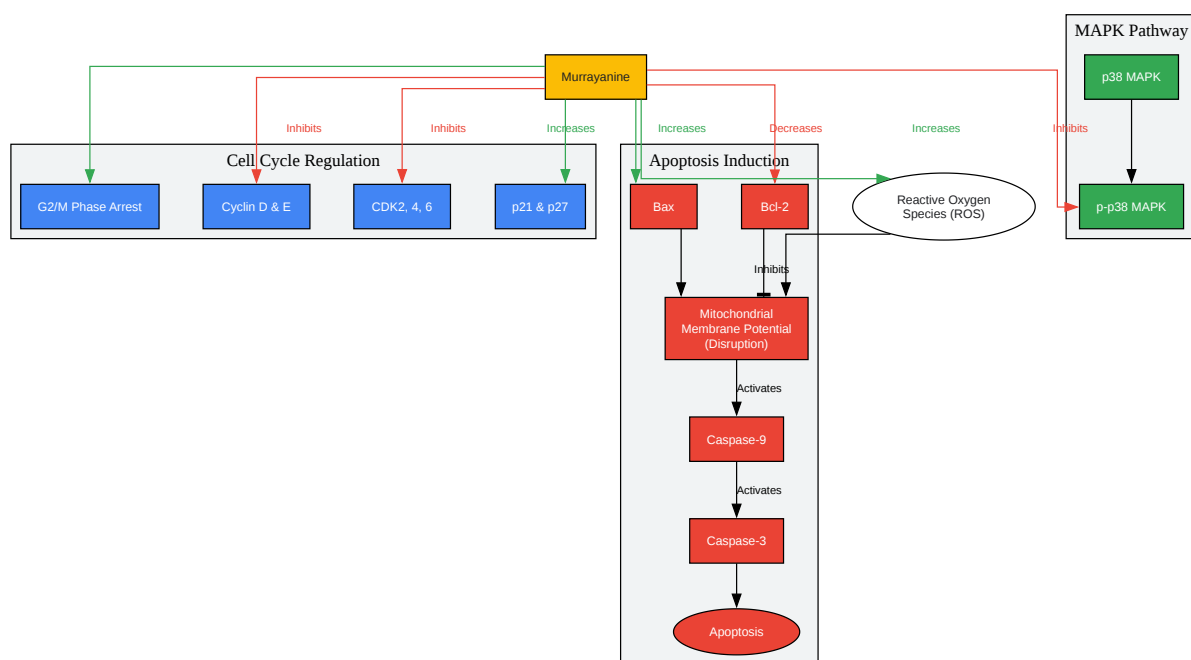 MAPK Pathway
Murrayanine
p38 MAPK
Inhibits
Inhibits
Increases
Increases
Decreases
Increases
Inhibits
Cell Cycle Regulation
Apoptosis Induction
G2/M Phase Arrest
Cyclin D & E
CDK2, 4, 6
p21 & p27
Bax
Bcl-2
Reactive Oxygen
Species (ROS)
p-p38 MAPK
Inhibits
Mitochondrial
Membrane Potential
(Disruption)
Activates
Caspase-9
Activates
Caspase-3
Apoptosis